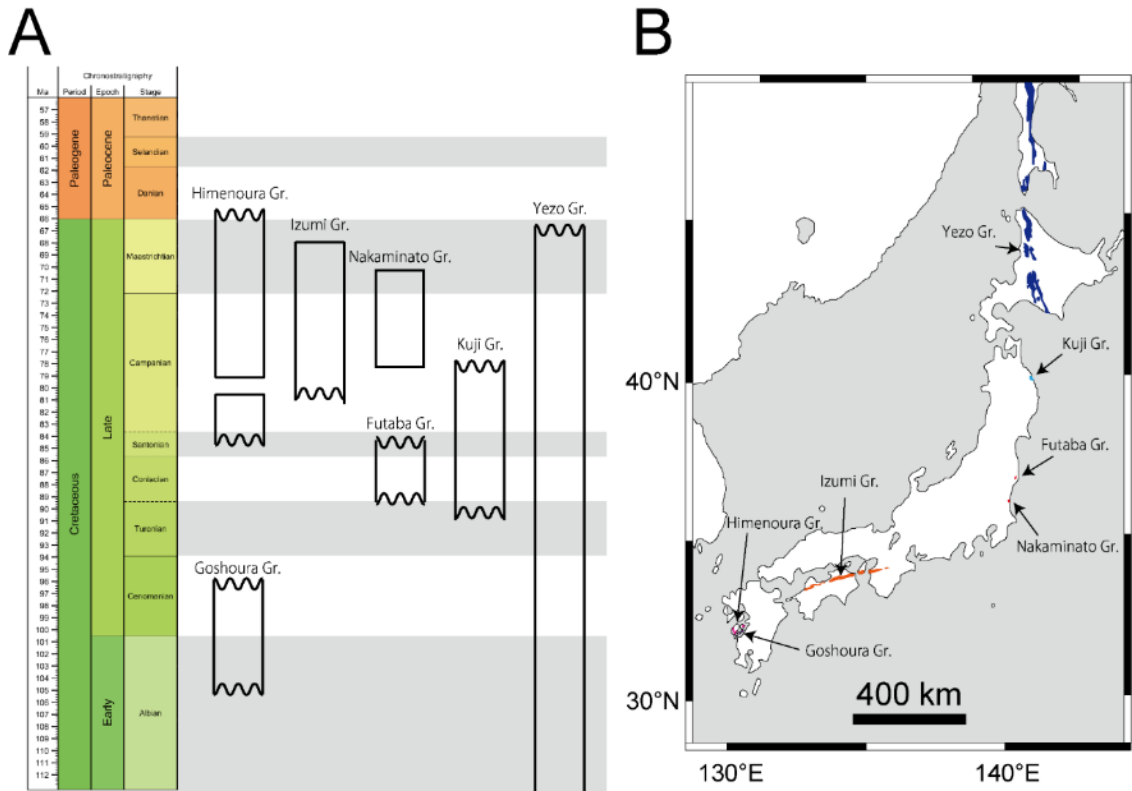 A
Chronostratigraphy
Ma Period Epoch Stage
57
58
59
60
61
62
63
64
65
66
67
68
69
70
71
72
73
74
75
76
77
78
79
80
81
82
83
84
85
86
87
88
89
90
91
92
93
94
95
96
97
98
99
100
101
102
103
104
105
106
107
108
109
110
111
112
Paleogene
Cretaceous
Paleocene
Late
Early
Thanetian
Selandian
Danian
Maastrichtian
Campanian
Santonian
Coniacian
Turonian
Cenomanian
Albian
Himenoura Gr.
Izumi Gr.
Nakaminato Gr.
Yezo Gr.
Kuji Gr.
Futaba Gr.
Goshoura Gr.
B
Yezo Gr.
Kuji Gr.
40°N
Futaba Gr.
Izumi Gr.
Himenoura Gr.
Nakaminato Gr.
Goshoura Gr.
400 km
30°N
130°E
140°E